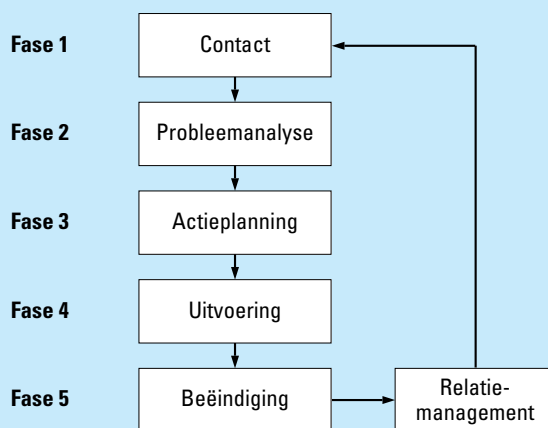 Fase 1
Contact
Fase 2
Probleemanalyse
Fase 3
Actieplanning
Fase 4
Uitvoering
Fase 5
Beëindiging
Relatie-
management